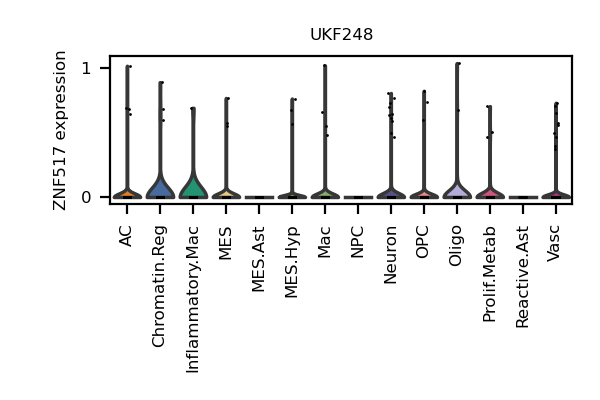 UKF248
ZNF517 expression
1
0
AC
Chromatin.Reg
Inflammatory.Mac
MES
MES.Ast
MES.Hyp
Mac
NPC
Neuron
OPC
Oligo
Prolif.Metab
Reactive.Ast
Vasc